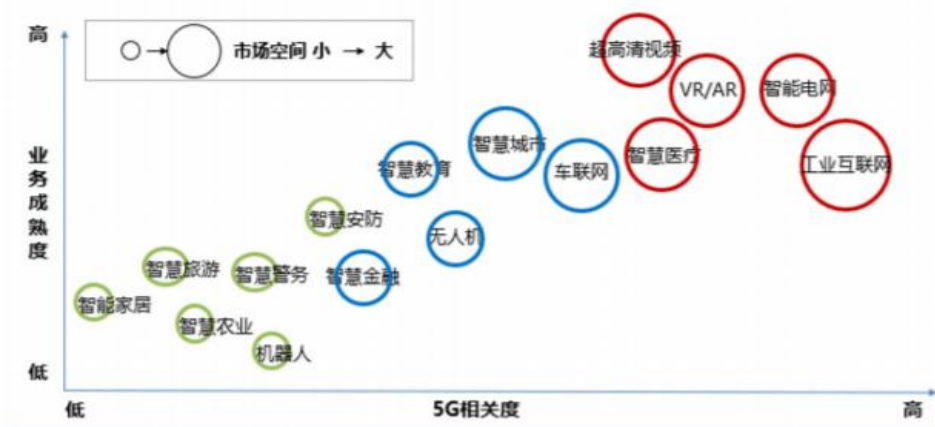 高
市场空间 小 → 大
超高清视频
VR/AR
智能电网
智慧城市
智慧医疗
工业互联网
智慧教育
车联网
业务成熟度
智慧安防
无人机
智慧旅游
智慧警务
智慧金融
智能家居
智慧农业
机器人
低
低
5G相关度
高